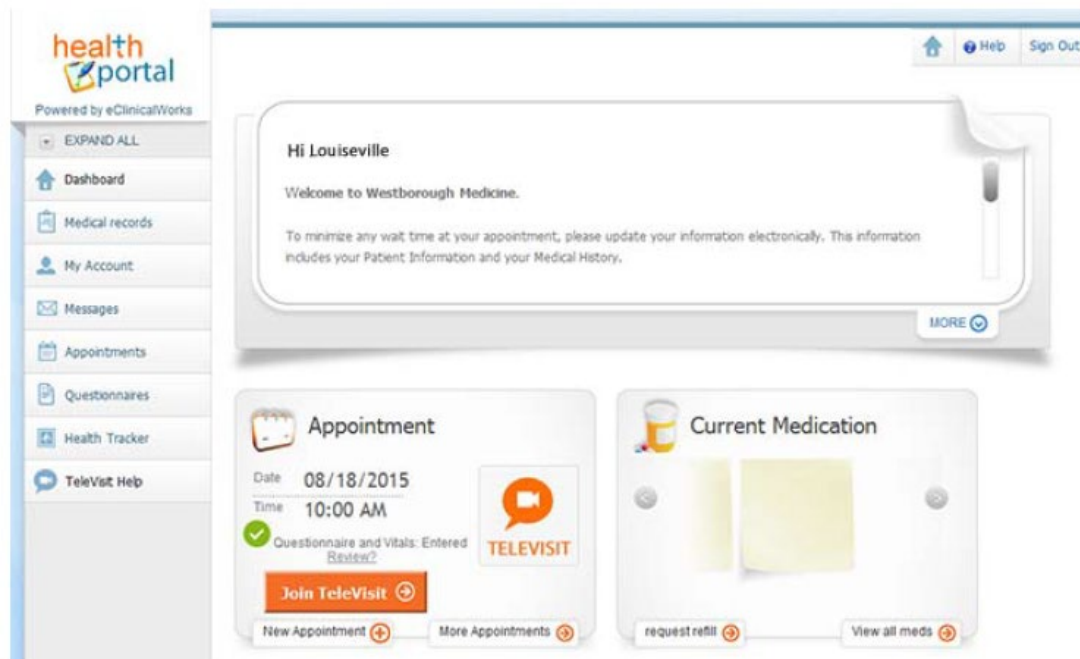 health
portal
Powered by eClinicalWorks
EXPAND ALL
Dashboard
Medical records
My Account
Messages
Appointments
Questionnaires
Health Tracker
TeleVisit Help
Help
Sign Out
Hi Louiseville
Welcome to Westborough Medicine.
To minimize any wait time at your appointment, please update your information electronically. This information
includes your Patient Information and your Medical History.
MORE
Appointment
Date 08/18/2015
Time 10:00 AM
Questionnaire and Vitals: Entered
Review?
TELEVISIT
Join TeleVisit
New Appointment
More Appointments
Current Medication
request refill
View all meds